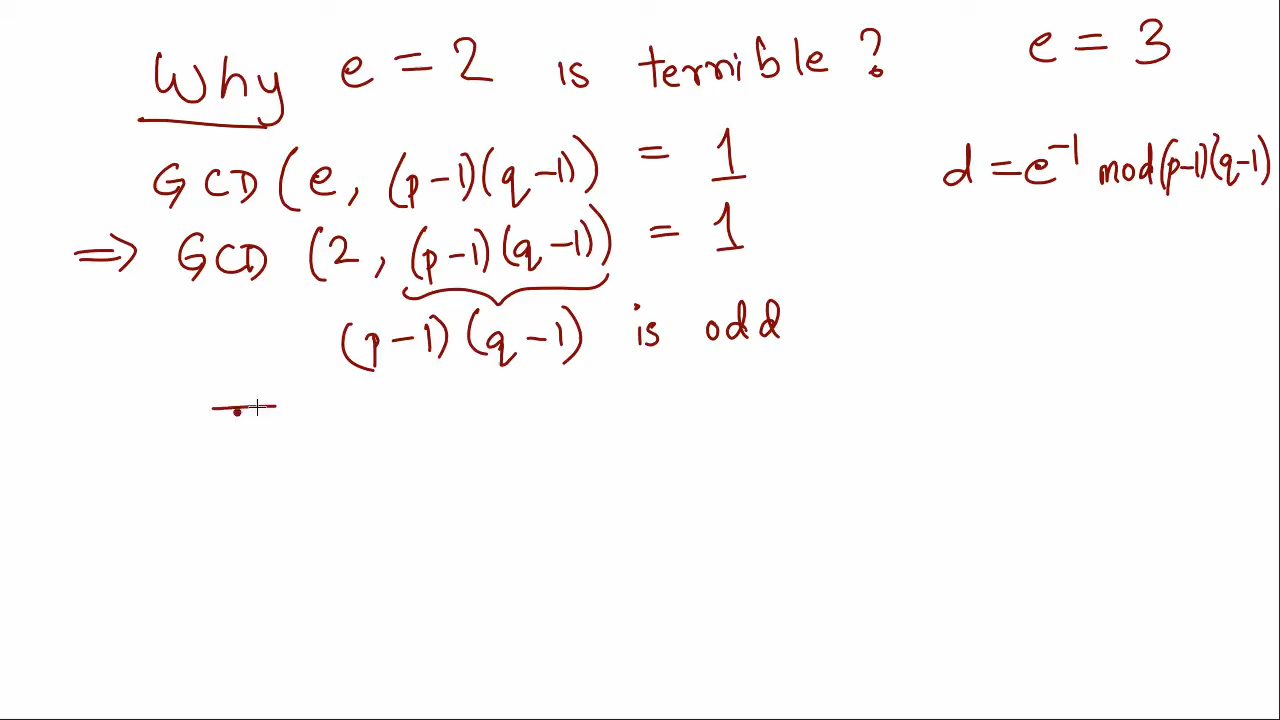 Why e = 2 is terrible ?
e = 3
GCD (e, (p-1)(q-1)) = 1
d = e⁻¹ mod (p-1)(q-1)
⇒ GCD (2, (p-1)(q-1)) = 1
(p-1)(q-1) is odd